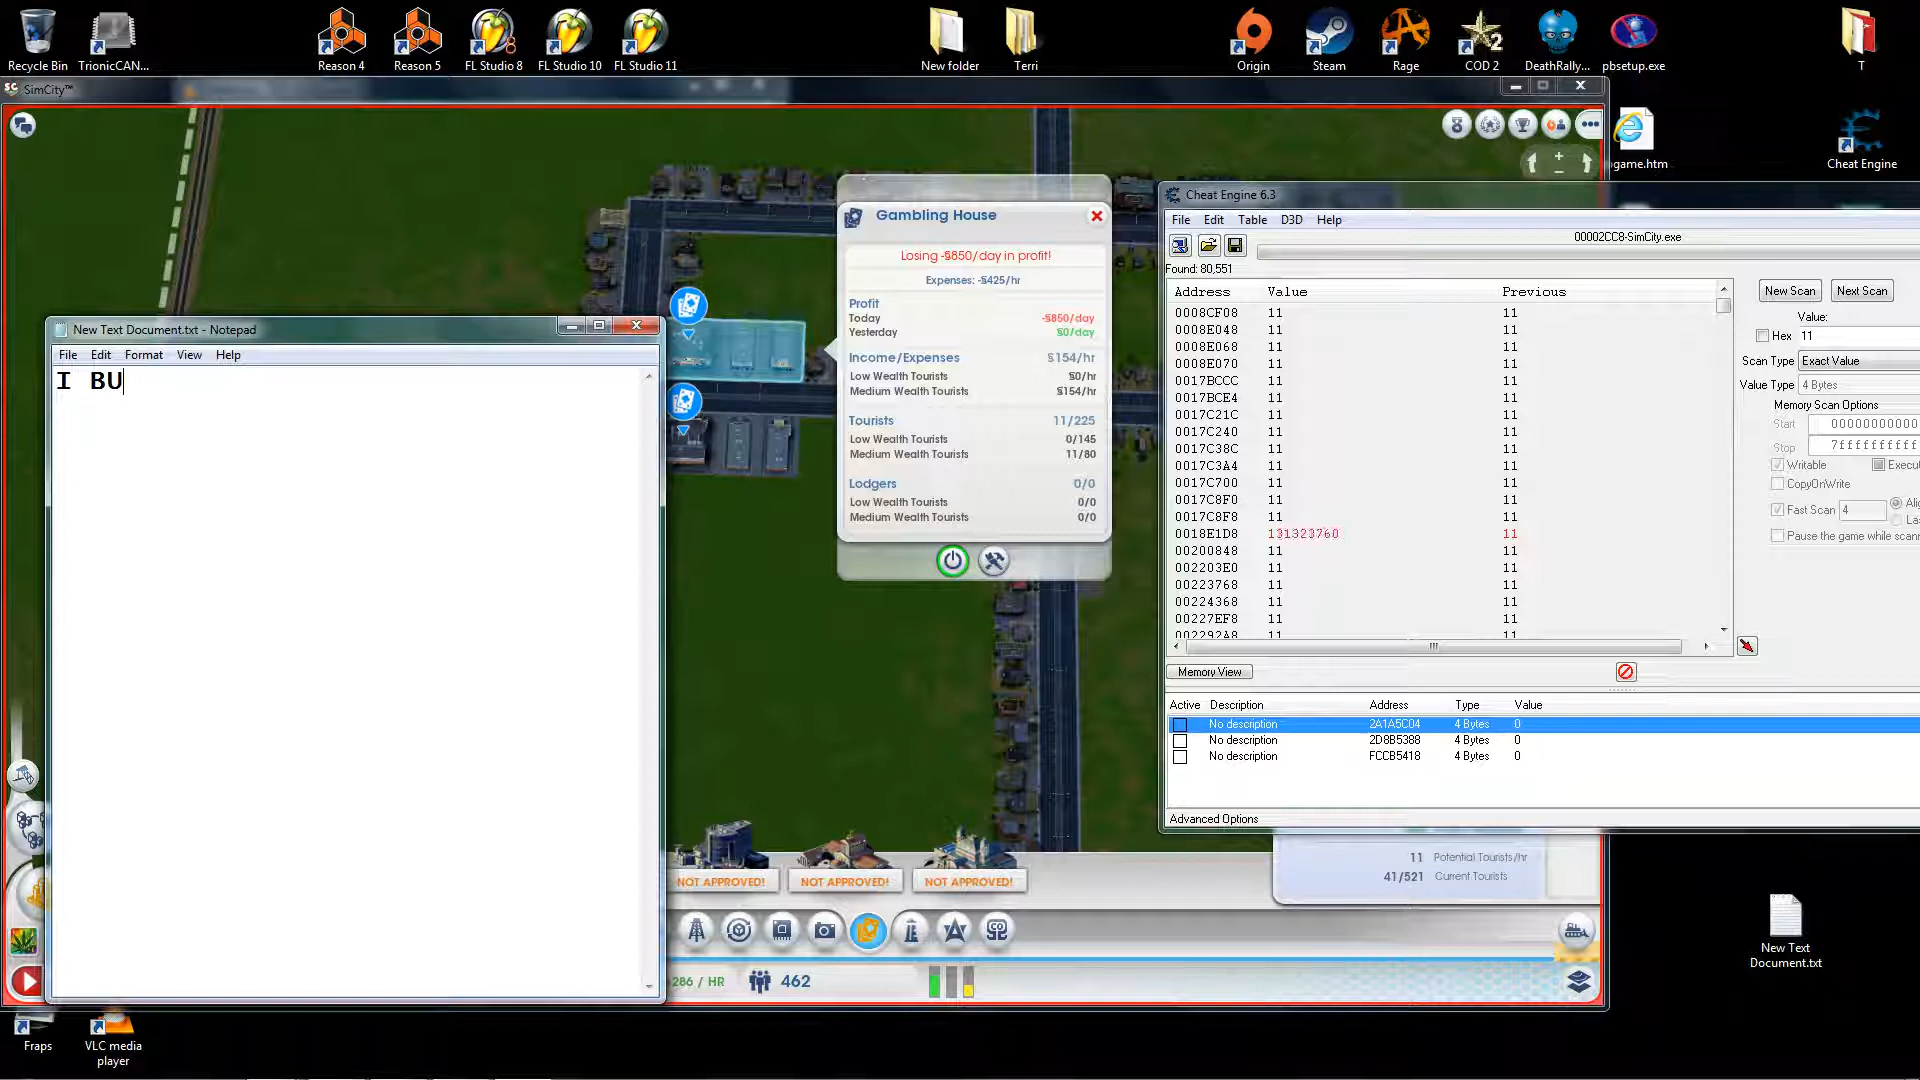 Recycle Bin
TrionicCAN...
Reason 4
Reason 5
FL Studio 8
FL Studio 10
FL Studio 11
New folder
Terri
Origin
Steam
Rage
COD 2
DeathRally...
pbsetup.exe
T
SimCity™
game.htm
Cheat Engine
Gambling House
Losing -§850/day in profit!
Expenses: -§425/hr
Profit
Today -§850/day
Yesterday §0/day
Income/Expenses §154/hr
Low Wealth Tourists §0/hr
Medium Wealth Tourists §154/hr
Tourists 11/225
Low Wealth Tourists 0/145
Medium Wealth Tourists 11/80
Lodgers 0/0
Low Wealth Tourists 0/0
Medium Wealth Tourists 0/0
New Text Document.txt - Notepad
File Edit Format View Help
I BU
Cheat Engine 6.3
File Edit Table D3D Help
00002CC8-SimCity.exe
Found: 80,551
Address Value Previous
0008CF08 11 11
0008E048 11 11
0008E068 11 11
0008E070 11 11
0017BCCC 11 11
0017BCE4 11 11
0017C21C 11 11
0017C240 11 11
0017C38C 11 11
0017C3A4 11 11
0017C700 11 11
0017C8F0 11 11
0017C8F8 11 11
0018E1D8 131323760 11
00200848 11 11
002203E0 11 11
00223768 11 11
00224368 11 11
00227EF8 11 11
002292A8 11 11
New Scan Next Scan
Value:
Hex 11
Scan Type Exact Value
Value Type 4 Bytes
Memory Scan Options
Start 00000000000
Stop 7ffffffffff
Writable Execu
CopyOnWrite
Fast Scan 4 Alig
Las
Pause the game while scann
Memory View
Active Description Address Type Value
No description 2A1A5C04 4 Bytes 0
No description 2D8B5388 4 Bytes 0
No description FCCB5418 4 Bytes 0
Advanced Options
11 Potential Tourists/hr
41/521 Current Tourists
NOT APPROVED!
NOT APPROVED!
NOT APPROVED!
286 / HR
462
New Text
Document.txt
Fraps
VLC media
player